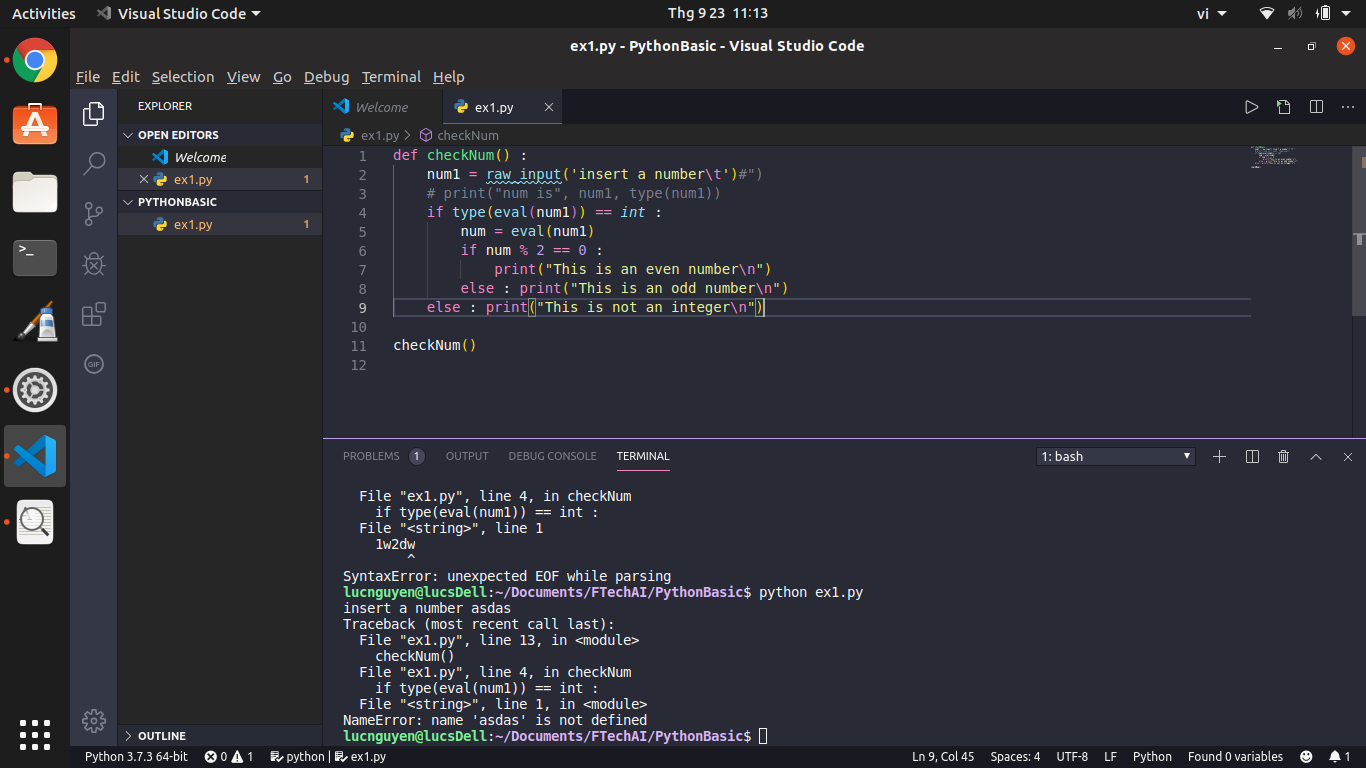 Activities
Visual Studio Code
Thg 9 23 11:13
vi
ex1.py - PythonBasic - Visual Studio Code
File Edit Selection View Go Debug Terminal Help
EXPLORER
OPEN EDITORS
Welcome
ex1.py 1
PYTHONBASIC
ex1.py 1
GIF
OUTLINE
Welcome
ex1.py
ex1.py > checkNum
1 def checkNum() :
2 num1 = raw_input('insert a number\t')#")
3 # print("num is", num1, type(num1))
4 if type(eval(num1)) == int :
5 num = eval(num1)
6 if num % 2 == 0 :
7 print("This is an even number\n")
8 else : print("This is an odd number\n")
9 else : print("This is not an integer\n")
10
11 checkNum()
12
PROBLEMS 1 OUTPUT DEBUG CONSOLE TERMINAL
1: bash
File "ex1.py", line 4, in checkNum
if type(eval(num1)) == int :
File "<string>", line 1
1w2dw
^
SyntaxError: unexpected EOF while parsing
lucnguyen@lucsDell:~/Documents/FTechAI/PythonBasic$ python ex1.py
insert a number asdas
Traceback (most recent call last):
File "ex1.py", line 13, in <module>
checkNum()
File "ex1.py", line 4, in checkNum
if type(eval(num1)) == int :
File "<string>", line 1, in <module>
NameError: name 'asdas' is not defined
lucnguyen@lucsDell:~/Documents/FTechAI/PythonBasic$
Python 3.7.3 64-bit 0 1 python | ex1.py Ln 9, Col 45 Spaces: 4 UTF-8 LF Python Found 0 variables 1